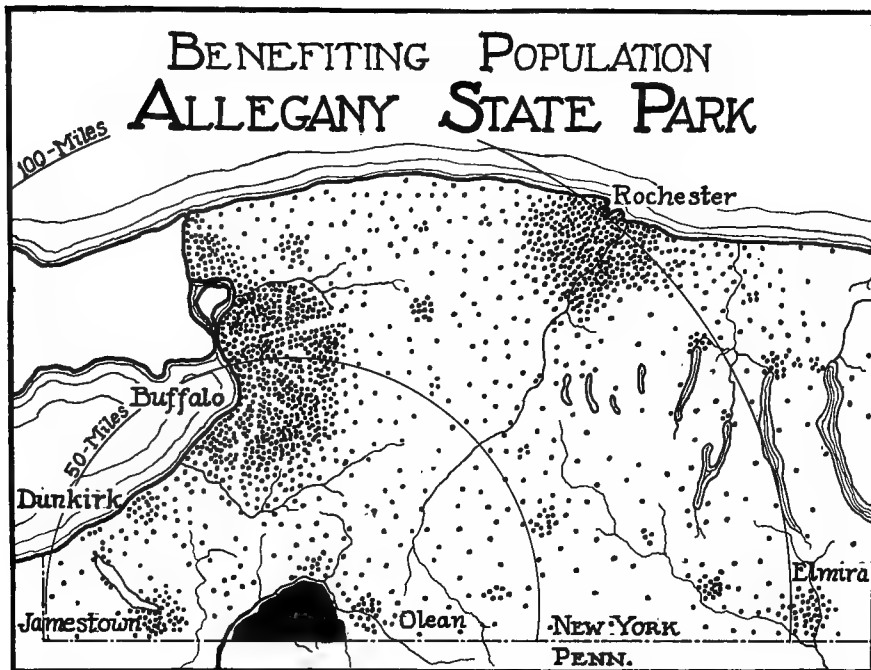 BENEFITING POPULATION
ALLEGANY STATE PARK
100-Miles
Rochester
Buffalo
50-Miles
Dunkirk
Elmira
Jamestown
Olean
NEW YORK
PENN.